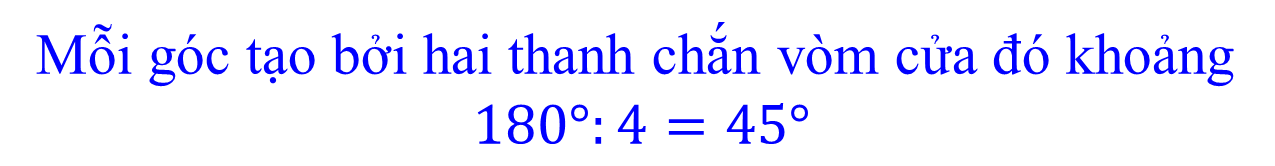 Mỗi góc tạo bởi hai thanh chắn vòm cửa đó khoảng
180°: 4 = 45°